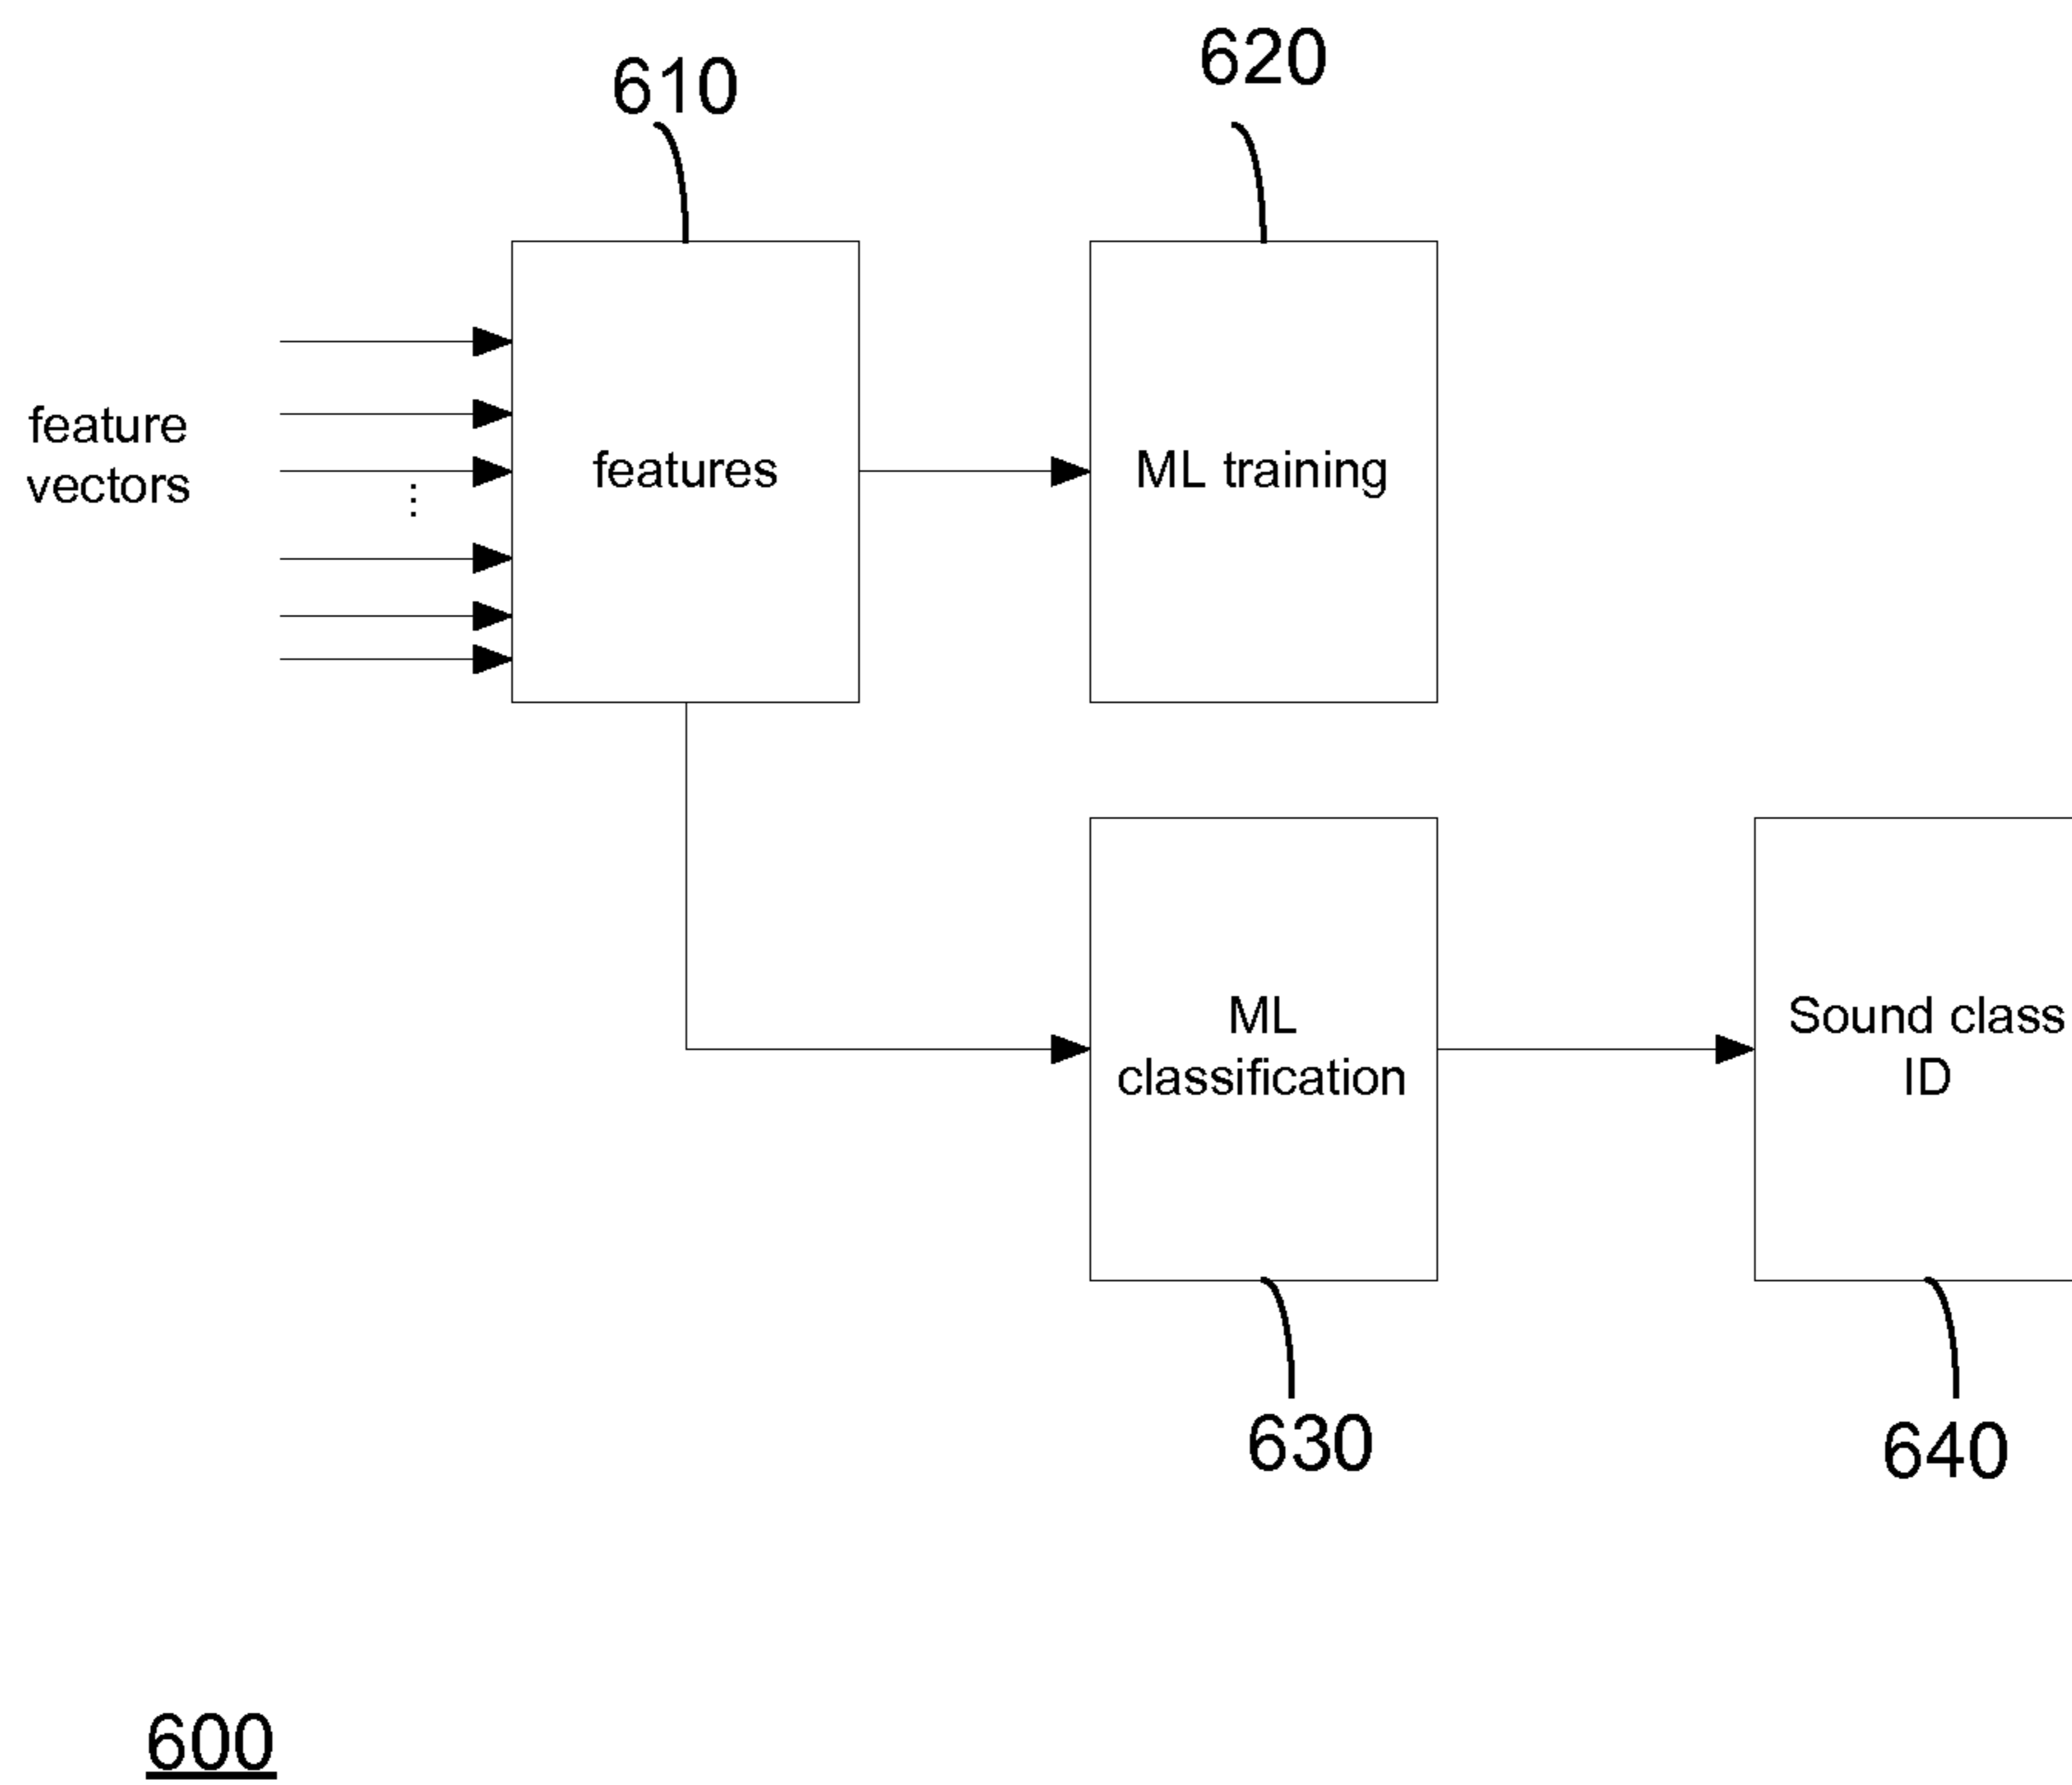 610
620
feature
vectors
features
ML training
ML
classification
Sound class
ID
630
640
600